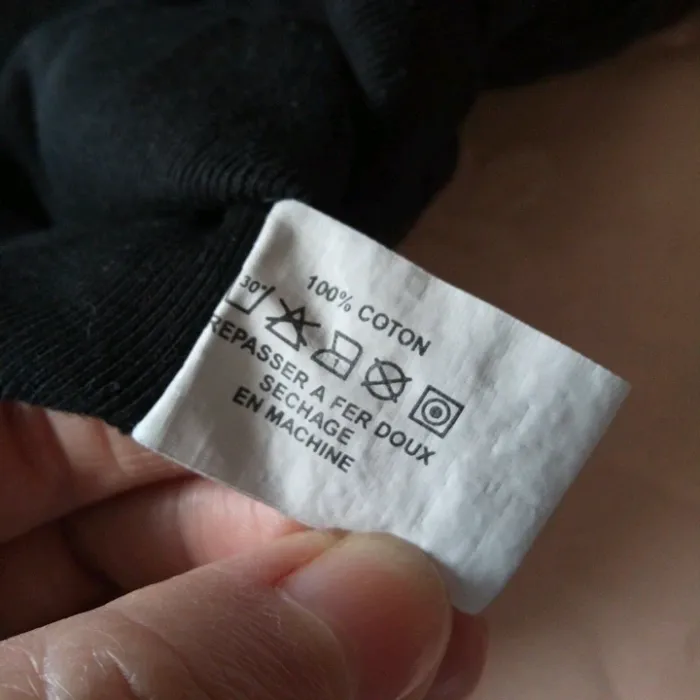 100% COTON
30°
REPASSER A FER DOUX
SECHAGE
EN MACHINE